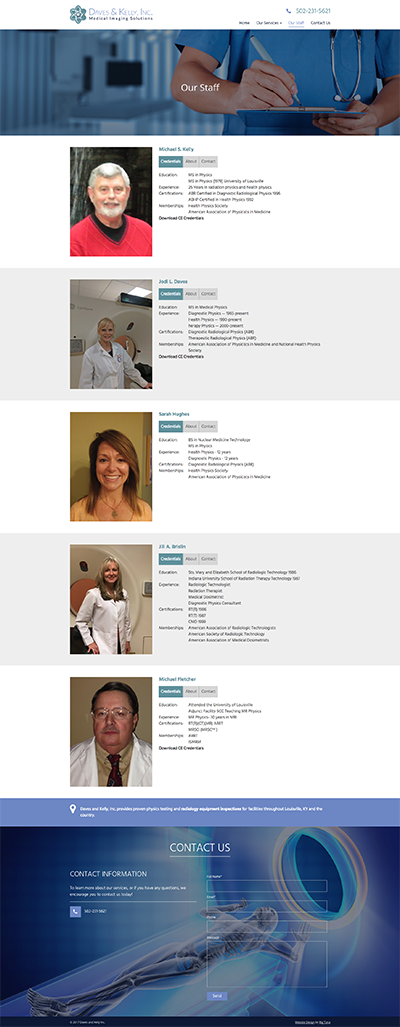 DAVES & KELLY, INC.
Medical Imaging Solutions
502-231-5621
Home Our Services Our Staff Contact Us
Our Staff
Michael S. Kelly
Credentials About Contact
Education: MS in Physics
MS in Physics (1979) University of Louisville
Experience: 25 Years in radiation physics and health physics
Certifications: ABR Certified in Diagnostic Radiological Physics 1988
ABHP Certified in Health Physics 1992
Memberships: Health Physics Society
American Association of Physicists in Medicine
Download CE Credentials
Jodi L. Daves
Credentials About Contact
Education: MS in Medical Physics
Experience: Diagnostic Physics — 1990-present
Health Physics — 1990-present
Therapy Physics — 2000-present
Certifications: Diagnostic Radiological Physics (ABR)
Therapeutic Radiological Physics (ABR)
Memberships: American Association of Physicists in Medicine and National Health Physics
Society
Download CE Credentials
Sarah Hughes
Credentials About Contact
Education: BS in Nuclear Medicine Technology
MS in Physics
Experience: Health Physics - 12 years
Diagnostic Physics - 12 years
Certifications: Diagnostic Radiological Physics (ABR),
Memberships: Health Physics Society
American Association of Physicists in Medicine
Jill A. Brislin
Credentials About Contact
Education: Sts. Mary and Elizabeth School of Radiologic Technology 1986
Indiana University School of Radiation Therapy Technology 1987
Experience: Radiologic Technologist
Radiation Therapist
Medical Dosimetrist
Diagnostic Physics Consultant
Certifications: RT(R) 1986
RT(T) 1987
CMD 1998
Memberships: American Association of Radiologic Technologists
American Society of Radiologic Technology
American Association of Medical Dosimetrists
Michael Fletcher
Credentials About Contact
Education: Attended the University of Louisville
Adjunct Facility SCC Teaching MR Physics
Experience: MR Physics- 10 years in MRI
Certifications:
Memberships:
Download CE Credentials
Daves and Kelly, Inc. provides proven physics testing and radiology equipment inspections for facilities throughout Louisville, KY and the
country.
CONTACT US
CONTACT INFORMATION
To learn more about our services, or if you have any questions, we
encourage you to contact us today!
502-231-5621
Full Name*
Email*
Phone
Message
Send
© 2017 Daves and Kelly Inc.
Website Design by